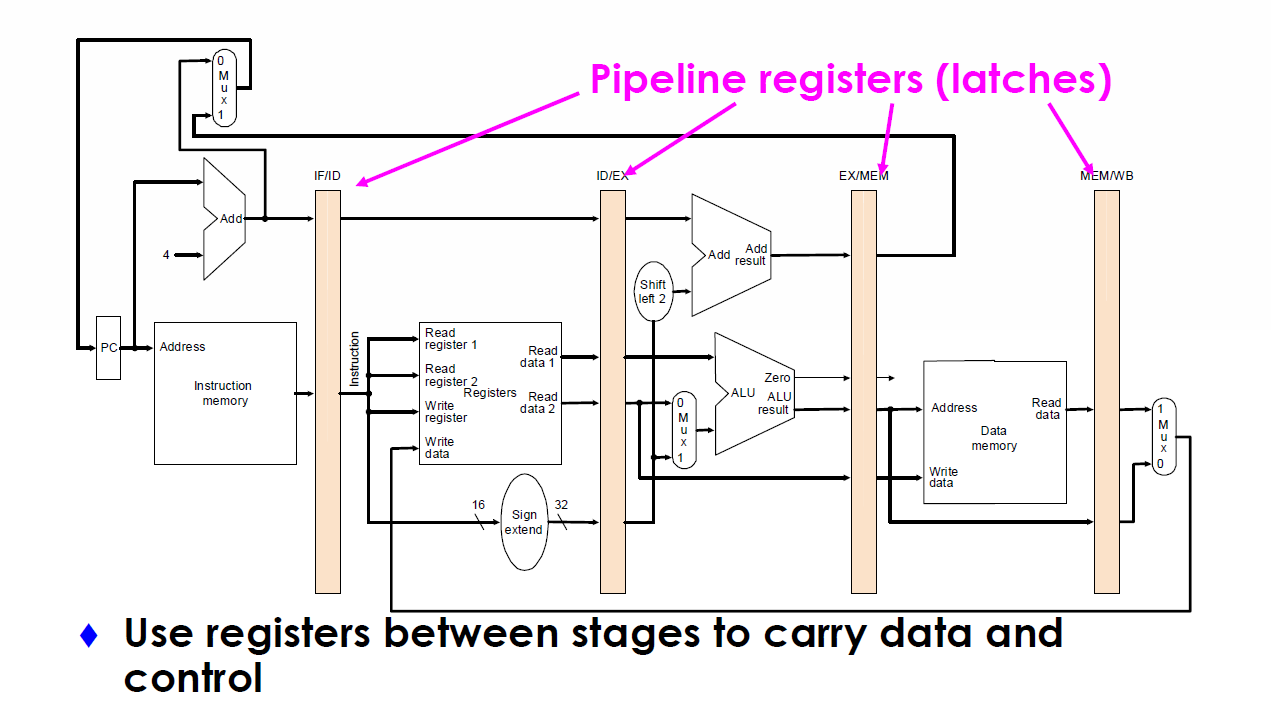 Pipeline registers (latches)
0
M
u
x
1
IF/ID
ID/EX
EX/MEM
MEM/WB
Add
4
Add
Add
result
Shift
left 2
PC
Address
Instruction
memory
Instruction
Read
register 1
Read
register 2
Write
register
Write
data
Registers
Read
data 1
Read
data 2
0
M
u
x
1
Zero
ALU
ALU
result
Address
Read
data
Data
memory
Write
data
1
M
u
x
0
16
Sign
extend
32
Use registers between stages to carry data and
control